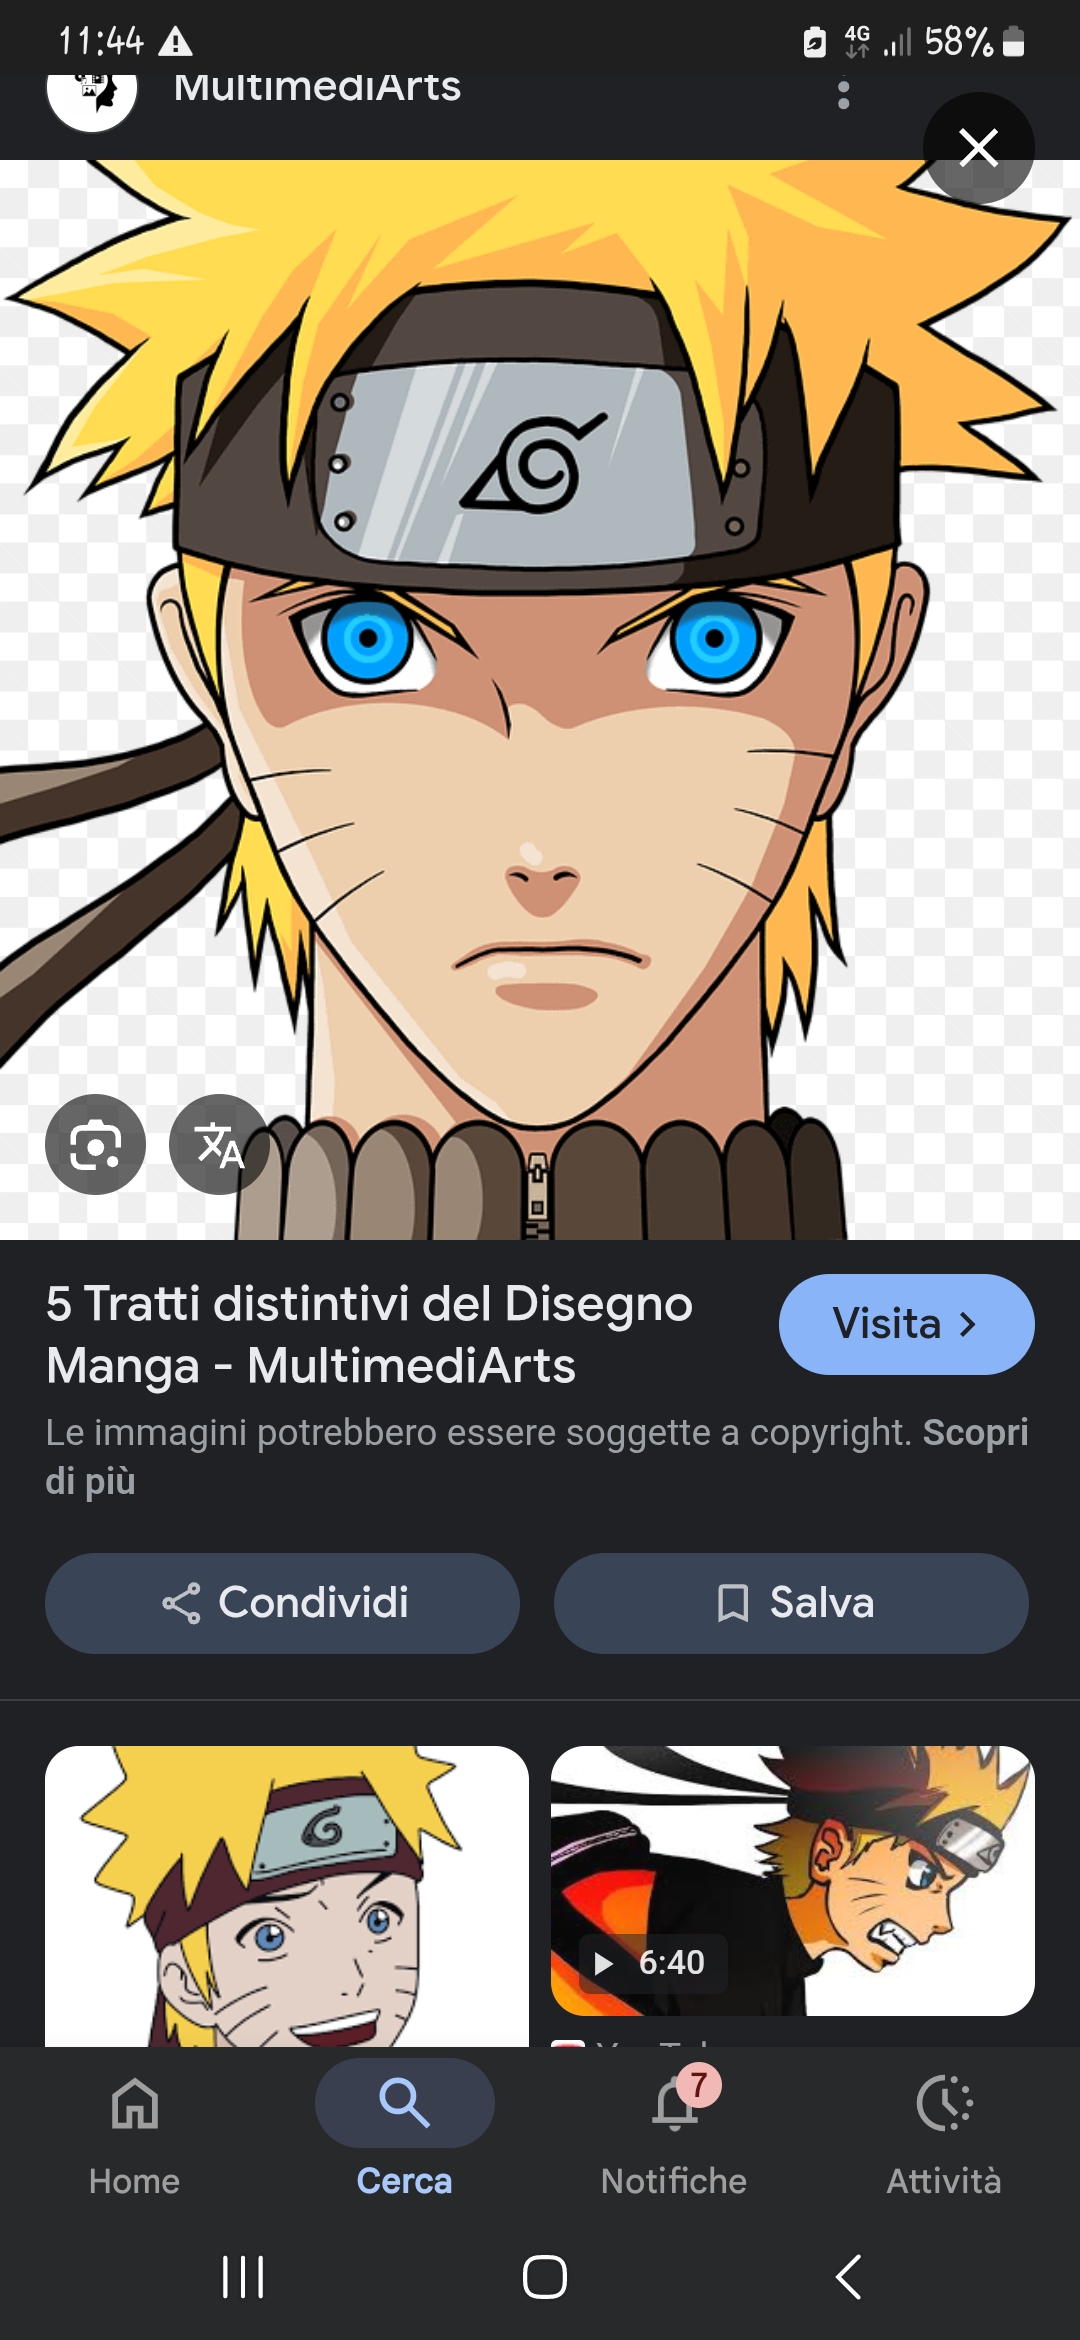 11:44
4G
58%
MultimediArts
5 Tratti distintivi del Disegno
Manga - MultimediArts
Visita
Le immagini potrebbero essere soggette a copyright. Scopri
di più
Condividi
Salva
6:40
7
Home
Cerca
Notifiche
Attività